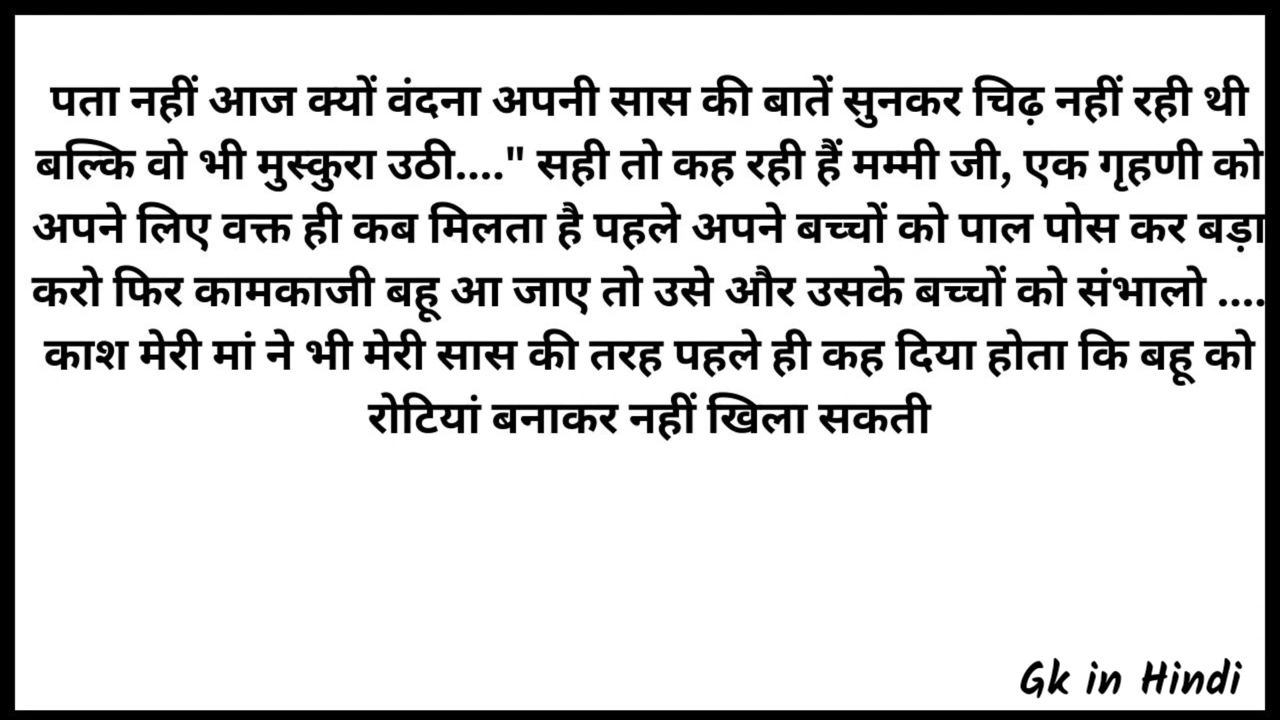 पता नहीं आज क्यों वंदना अपनी सास की बातें सुनकर चिढ़ नहीं रही थी
बल्कि वो भी मुस्कुरा उठी...." सही तो कह रही हैं मम्मी जी, एक गृहणी को
अपने लिए वक्त ही कब मिलता है पहले अपने बच्चों को पाल पोस कर बड़ा
करो फिर कामकाजी बहू आ जाए तो उसे और उसके बच्चों को संभालो ....
काश मेरी मां ने भी मेरी सास की तरह पहले ही कह दिया होता कि बहू को
रोटियां बनाकर नहीं खिला सकती
Gk in Hindi